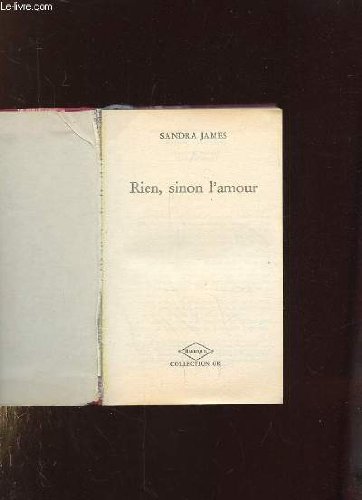 Le-livre.com
SANDRA JAMES
Rien, sinon l'amour
HARLEQUIN
COLLECTION OR